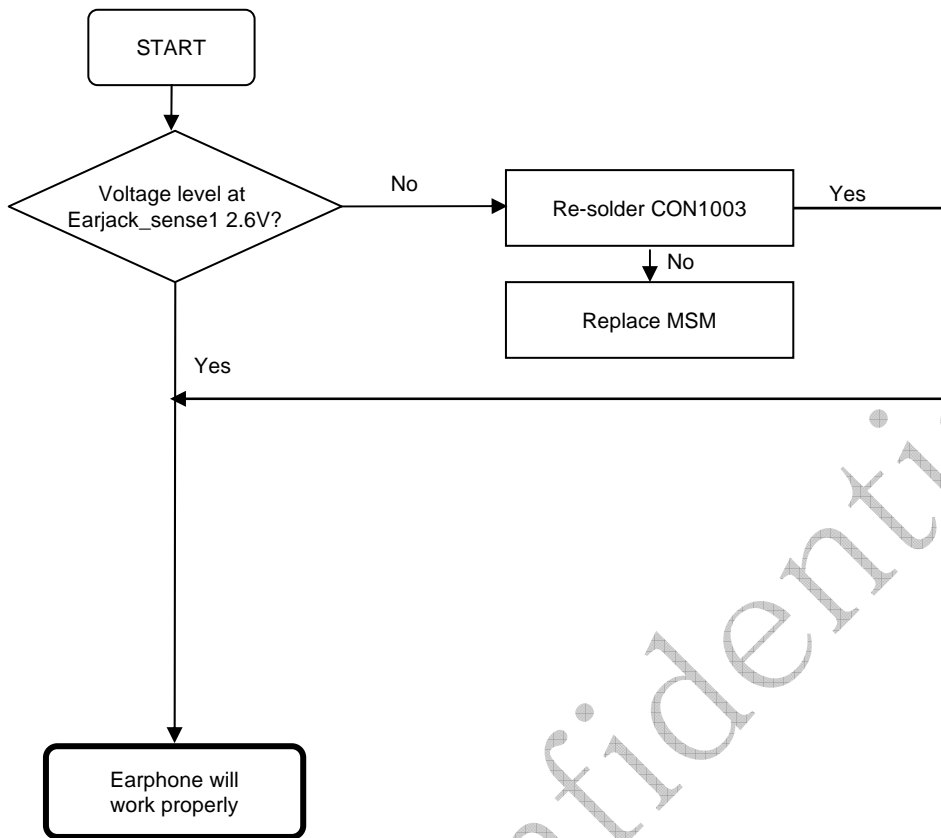 START
Voltage level at
Earjack_sense1 2.6V?
No
Re-solder CON1003
Yes
No
Replace MSM
Yes
Earphone will
work properly